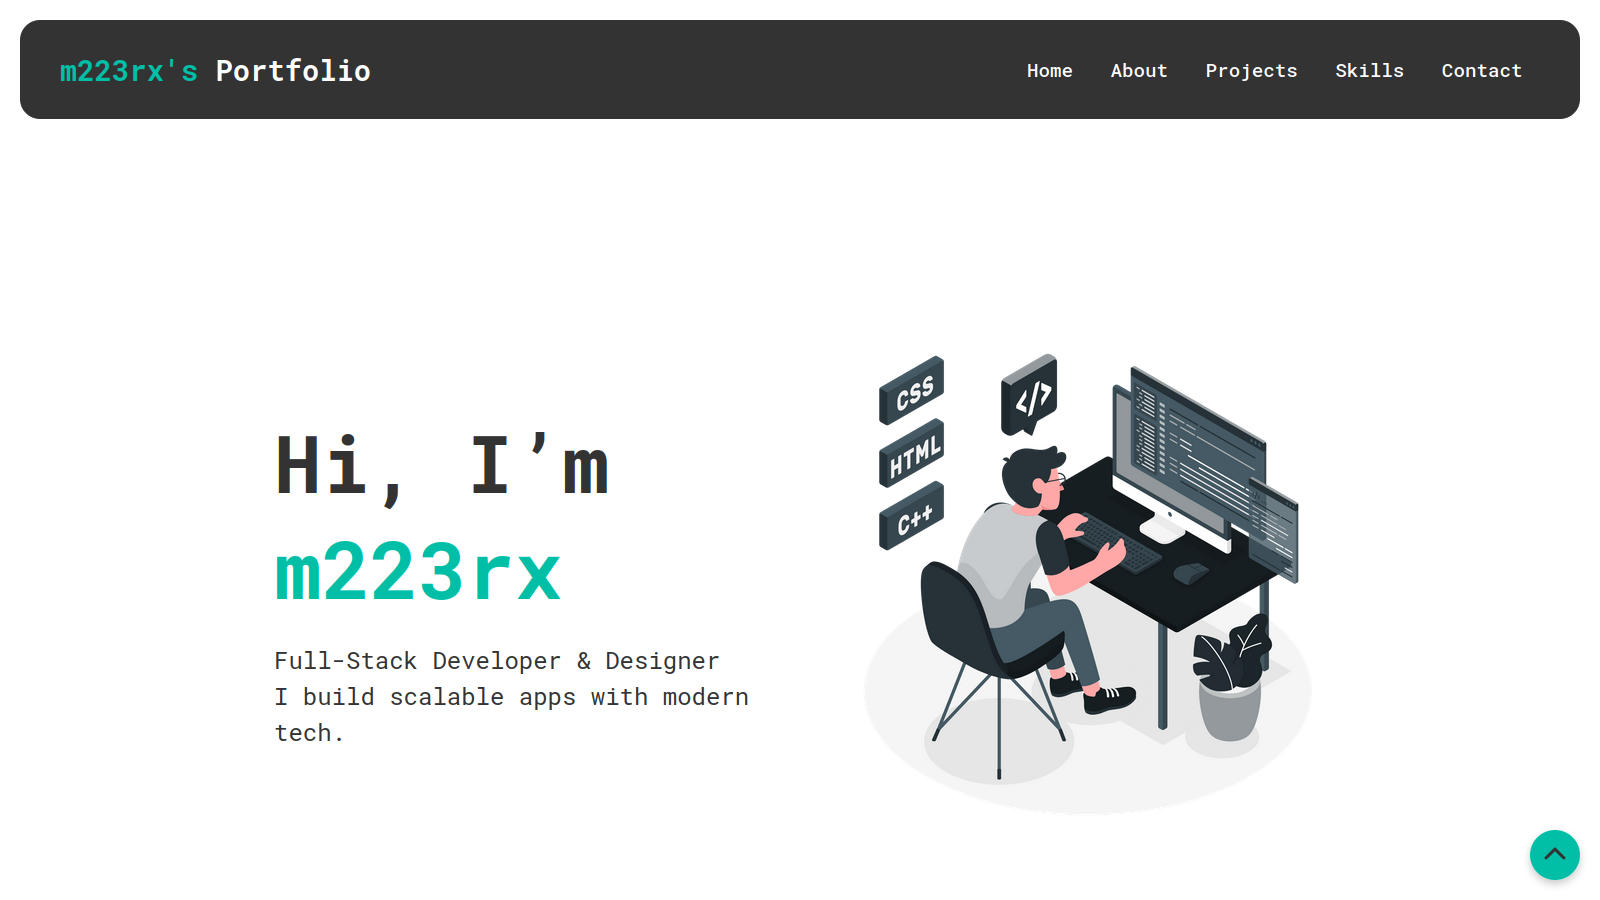 m223rx's Portfolio
Home About Projects Skills Contact
Hi, I’m
m223rx
Full-Stack Developer & Designer
I build scalable apps with modern
tech.
CSS
</>
HTML
C++